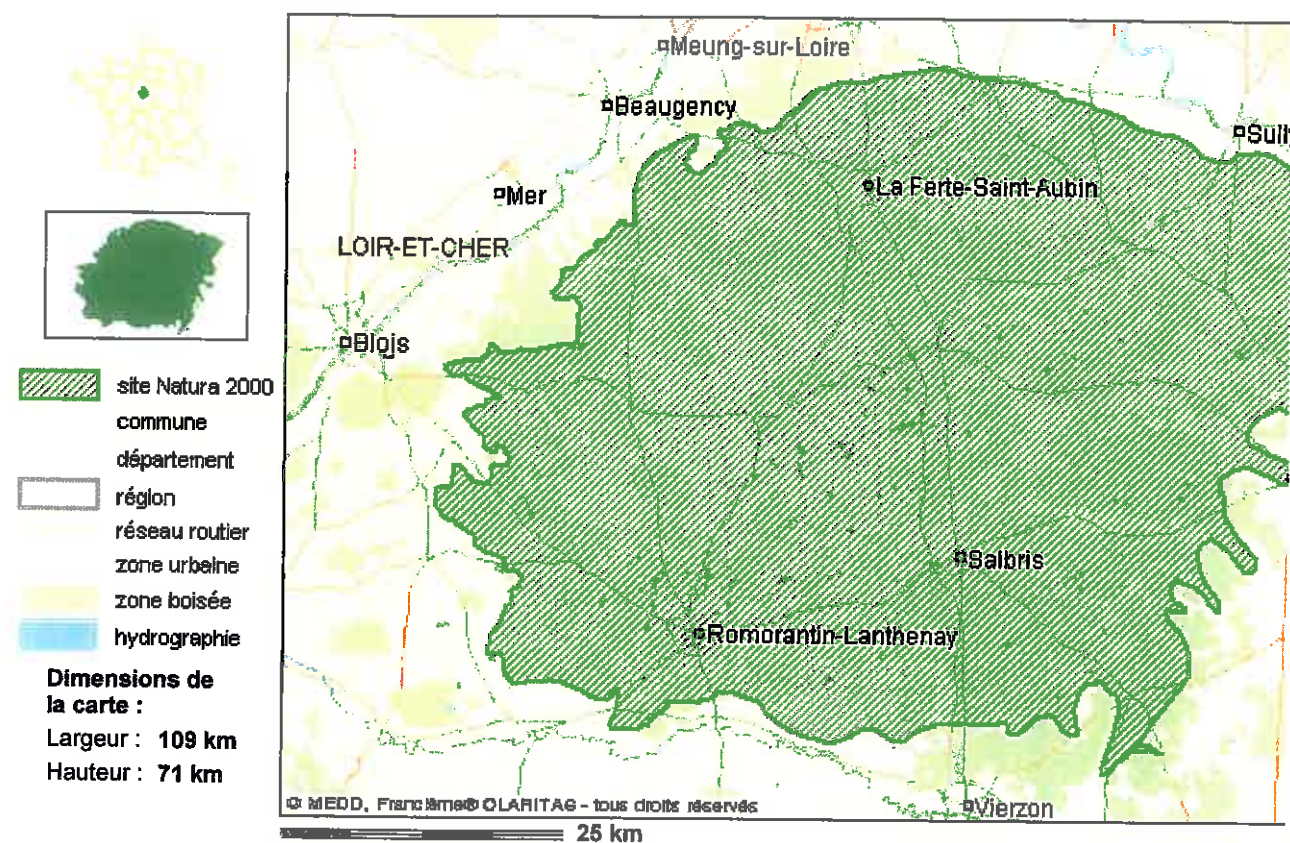 Meung-sur-Loire
Beaugency
Sully
Mer
La Ferte-Saint-Aubin
LOIR-ET-CHER
Blois
Salbris
Romorantin-Lanthenay
Vierzon
site Natura 2000
commune
département
région
réseau routier
zone urbaine
zone boisée
hydrographie
Dimensions de
la carte :
Largeur : 109 km
Hauteur : 71 km
© MEDD, Franclème® CLARITAS - tous droits réservés
25 km